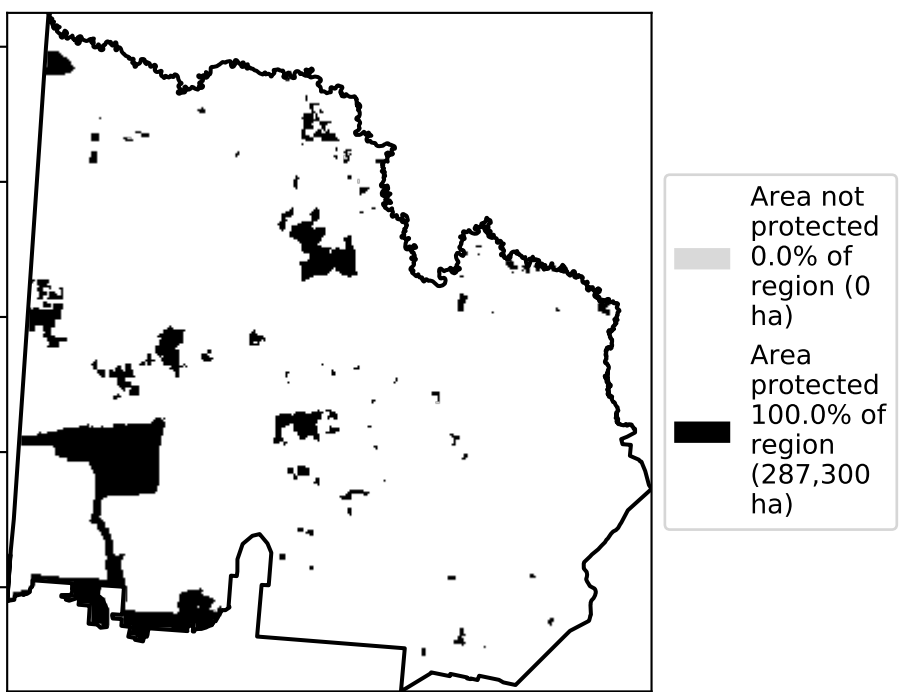 Area not
protected
0.0% of
region (0
ha)
Area
protected
100.0% of
region
(287,300
ha)